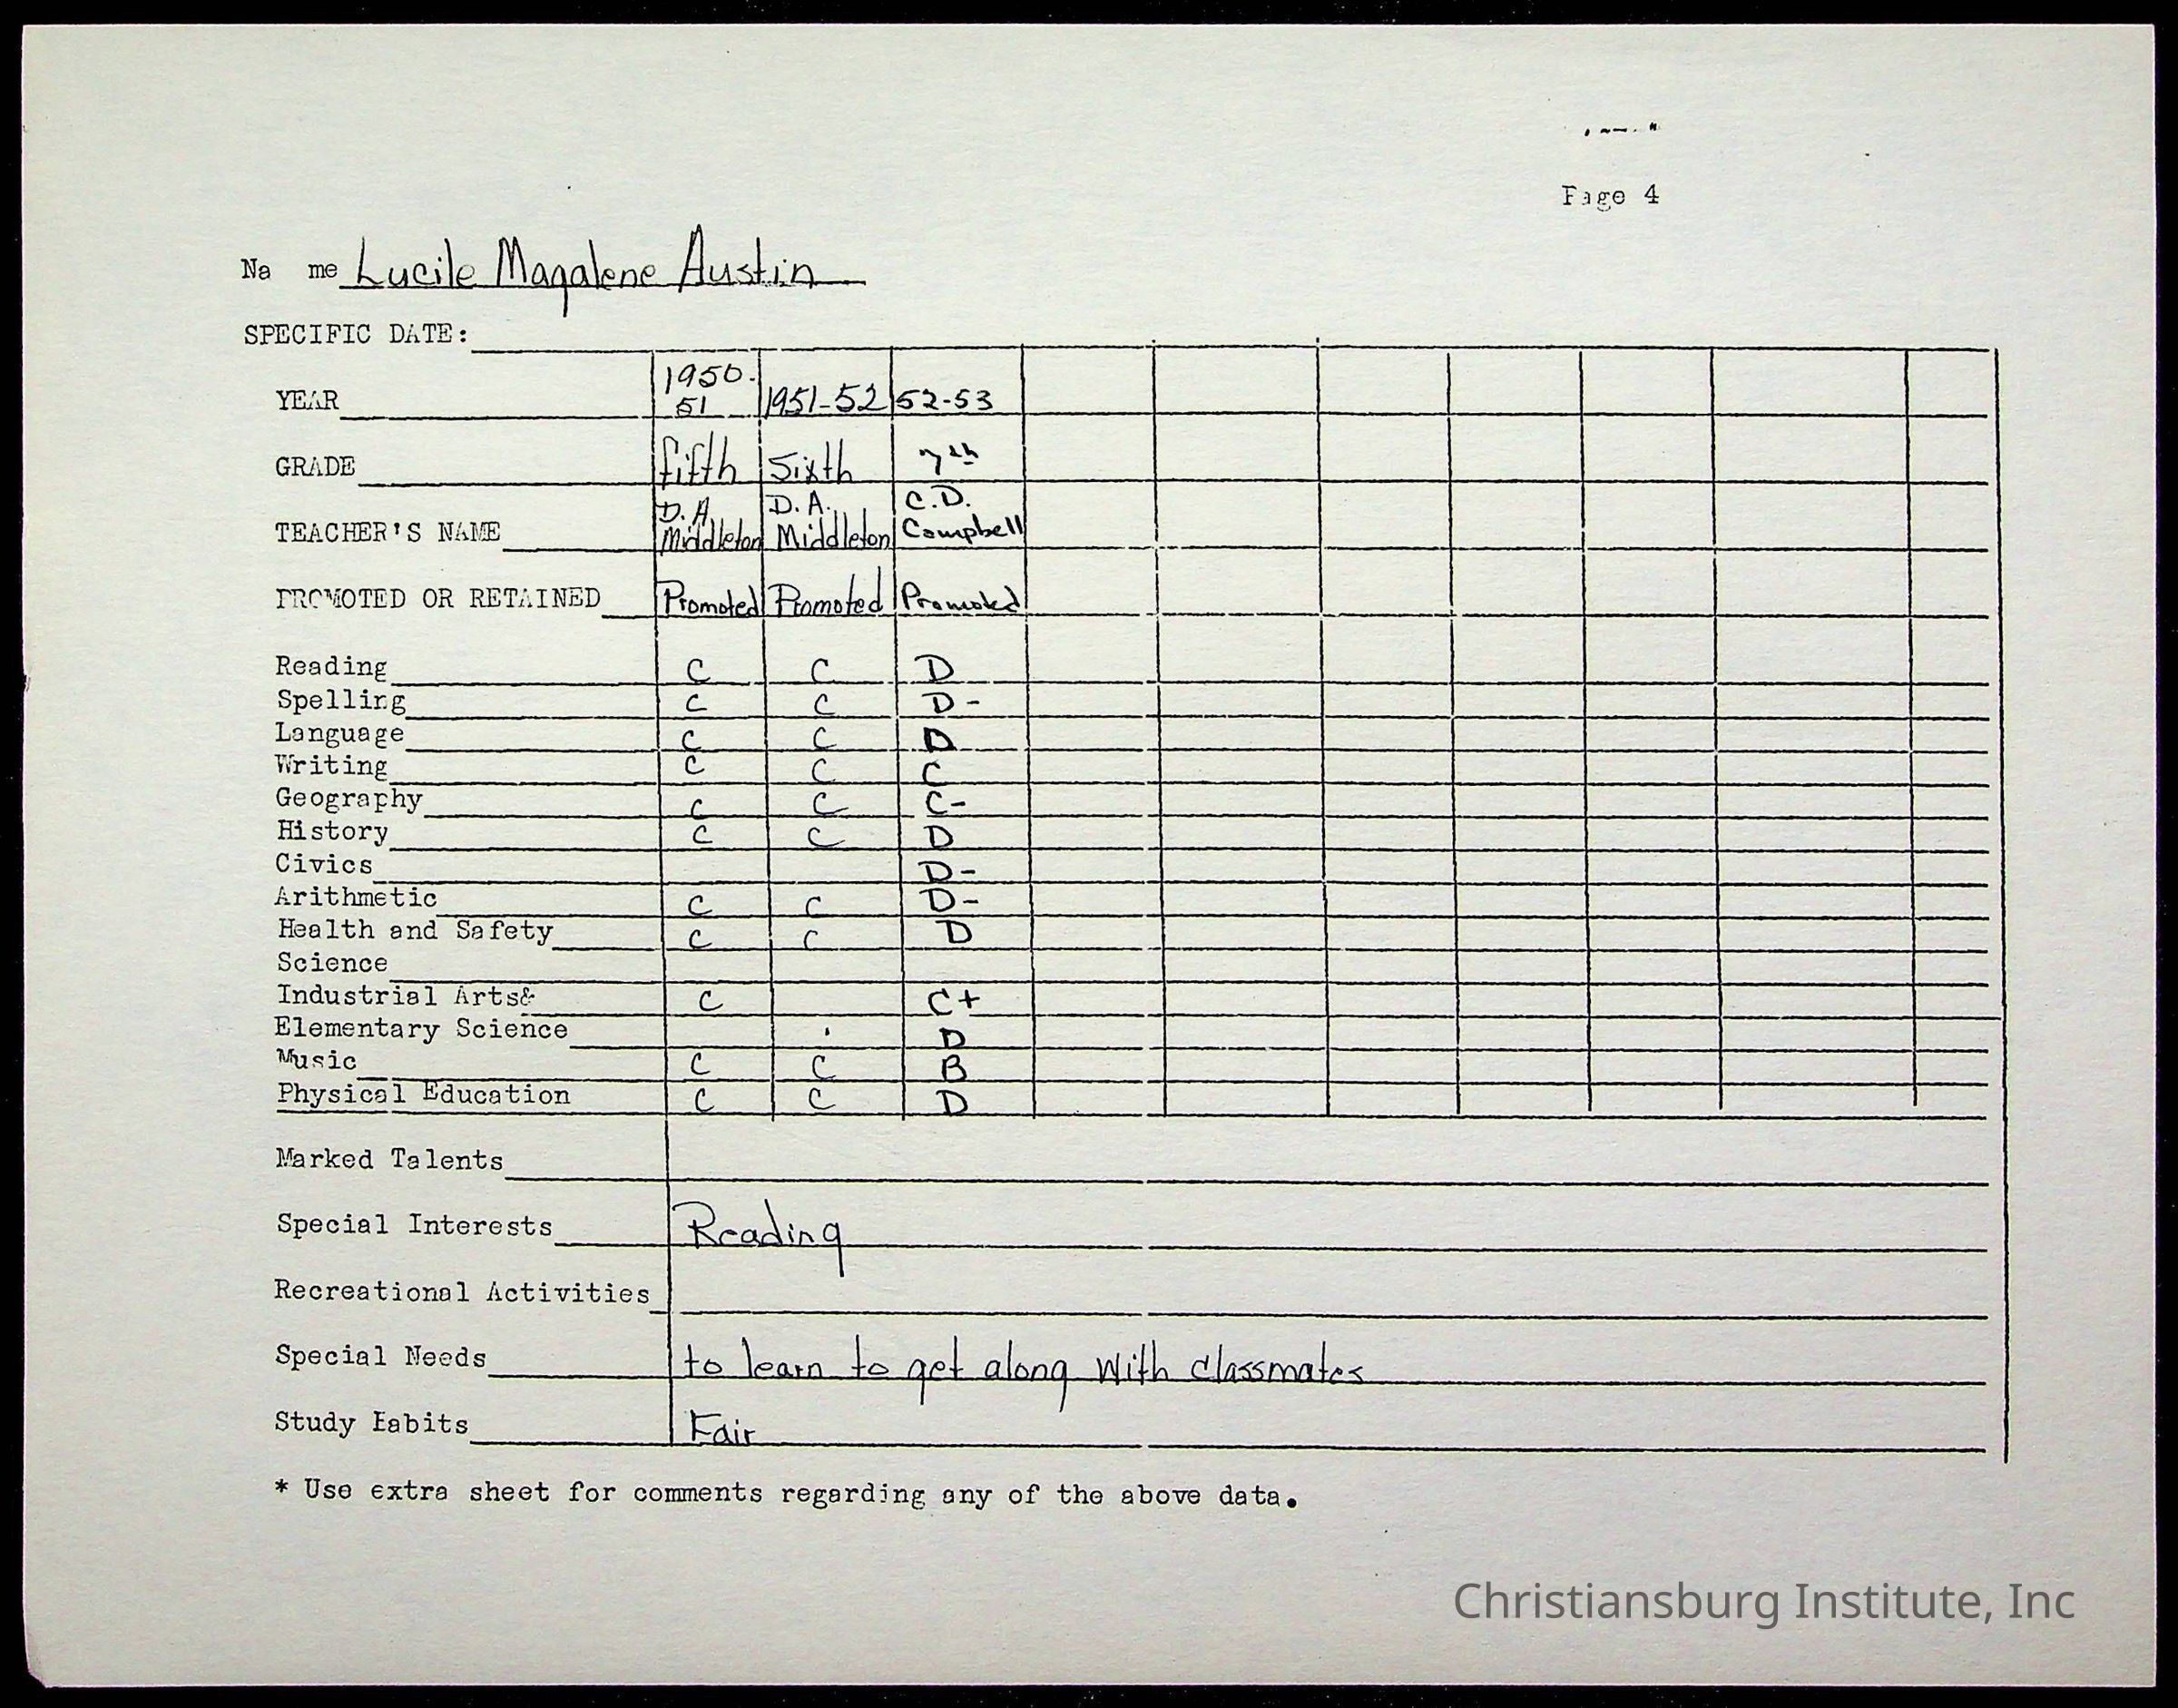 Page 4
Na me Lucile Magalene Austin
SPECIFIC DATE:
YEAR 1950-51 1951-52 52-53
GRADE fifth Sixth 7th
TEACHER'S NAME D. A. Middleton D. A. Middleton C.D. Campbell
PROMOTED OR RETAINED Promoted Promoted Promoted
Reading C C D
Spelling C C D-
Language C C D
Writing C C C
Geography C C C-
History C C D
Civics D-
Arithmetic C C D-
Health and Safety C C D
Science
Industrial Arts& C C+
Elementary Science D
Music C C B
Physical Education C C D
Marked Talents
Special Interests Reading
Recreational Activities
Special Needs to learn to get along with classmates
Study Habits Fair
* Use extra sheet for comments regarding any of the above data.
Christiansburg Institute, Inc